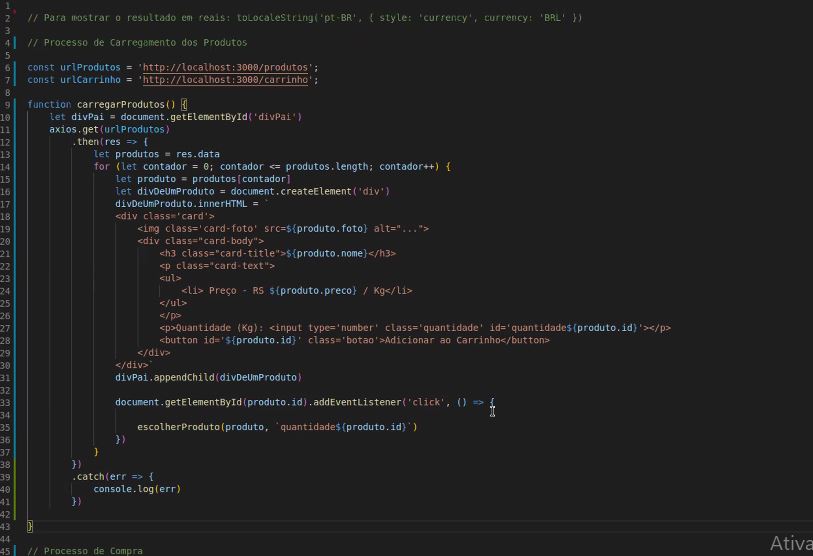 1
2 // Para mostrar o resultado em reais: toLocaleString('pt-BR', { style: 'currency', currency: 'BRL' })
3
4 // Processo de Carregamento dos Produtos
5
6 const urlProdutos = 'http://localhost:3000/produtos';
7 const urlCarrinho = 'http://localhost:3000/carrinho';
8
9 function carregarProdutos() {
10 let divPai = document.getElementById('divPai')
11 axios.get(urlProdutos)
12 .then(res => {
13 let produtos = res.data
14 for (let contador = 0; contador <= produtos.length; contador++) {
15 let produto = produtos[contador]
16 let divDeUmProduto = document.createElement('div')
17 divDeUmProduto.innerHTML = `
18 <div class='card'>
19 <img class='card-foto' src=${produto.foto} alt="...">
20 <div class="card-body">
21 <h3 class="card-title">${produto.nome}</h3>
22 <p class="card-text">
23 <ul>
24 <li> Preço - RS ${produto.preco} / Kg</li>
25 </ul>
26 </p>
27 <p>Quantidade (Kg): <input type='number' class='quantidade' id='quantidade${produto.id}'></p>
28 <button id='${produto.id}' class='botao'>Adicionar ao Carrinho</button>
29 </div>
30 </div>`
31 divPai.appendChild(divDeUmProduto)
32
33 document.getElementById(produto.id).addEventListener('click', () => {
34
35 escolherProduto(produto, `quantidade${produto.id}`)
36 })
37 }
38 })
39 .catch(err => {
40 console.log(err)
41 })
42
43 }
44
Ativa
45 // Processo de Compra